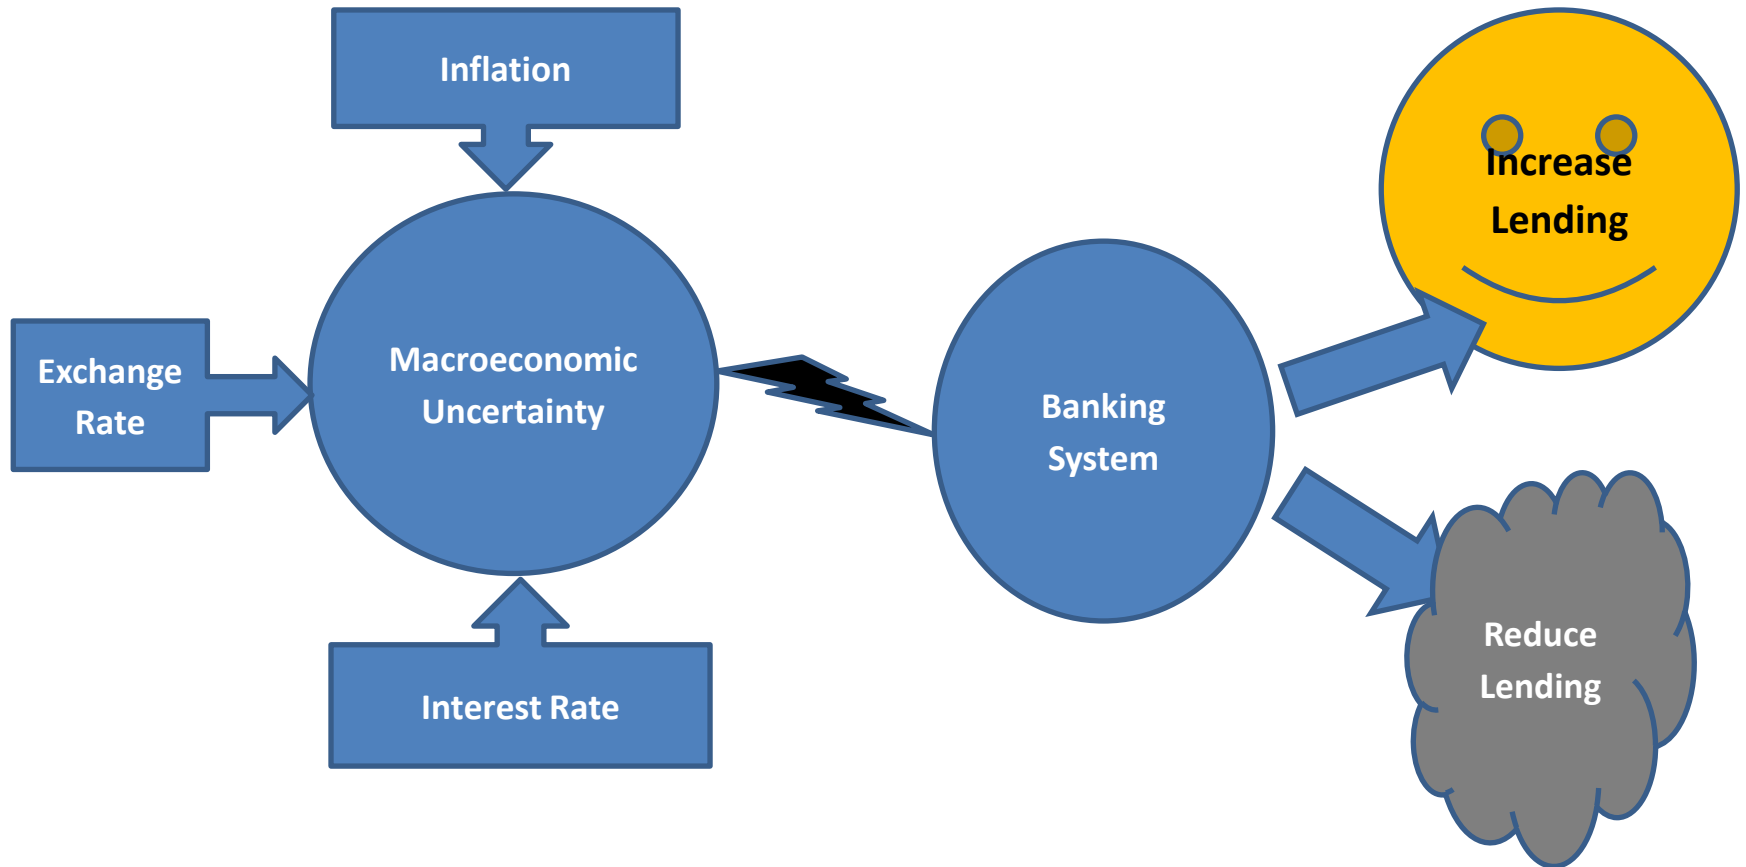 Inflation
Exchange
Rate
Macroeconomic
Uncertainty
Interest Rate
Banking
System
Increase
Lending
Reduce
Lending